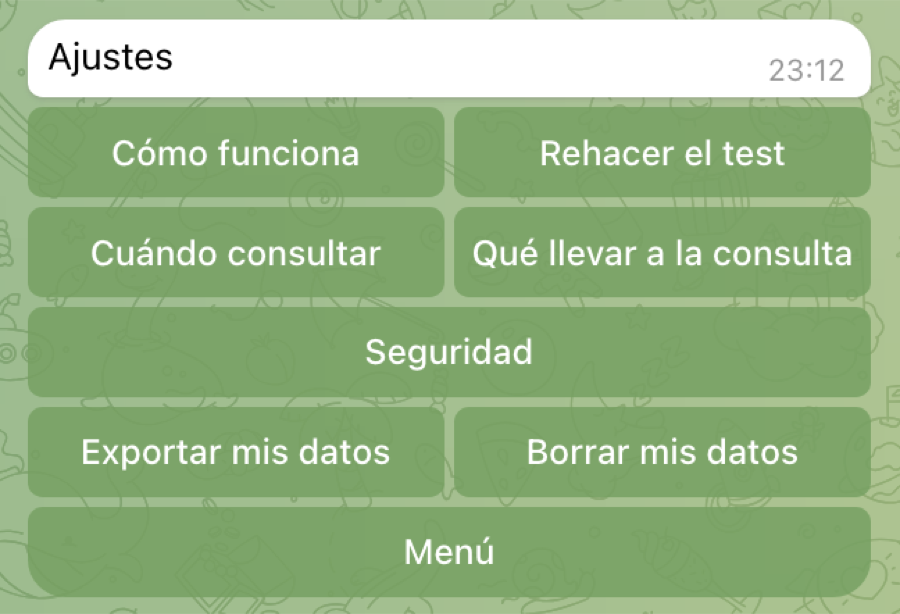 Ajustes
23:12
Cómo funciona
Rehacer el test
Cuándo consultar
Qué llevar a la consulta
Seguridad
Exportar mis datos
Borrar mis datos
Menú